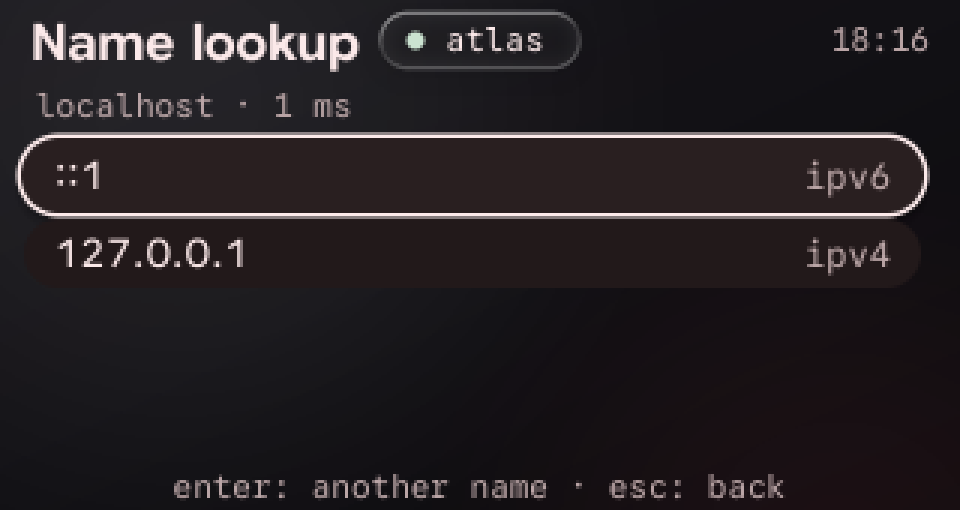 Name lookup atlas 18:16
localhost · 1 ms
::1 ipv6
127.0.0.1 ipv4
enter: another name · esc: back